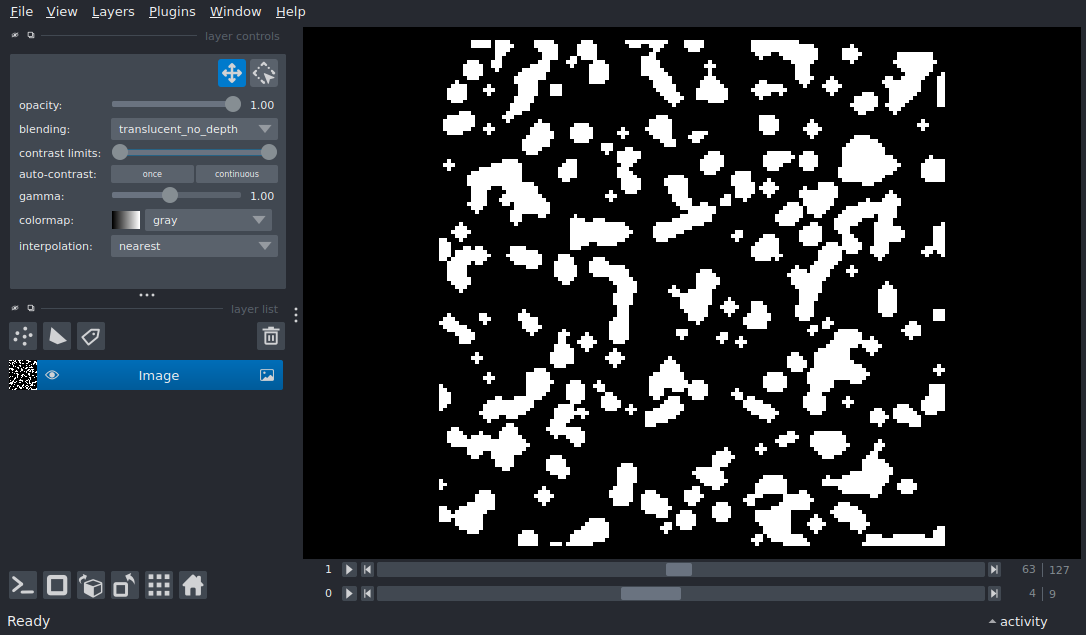 File View Layers Plugins Window Help
layer controls
opacity: 1.00
blending: translucent_no_depth
contrast limits:
auto-contrast: once continuous
gamma: 1.00
colormap: gray
interpolation: nearest
layer list
Image
1 63 127
0 4 9
Ready activity